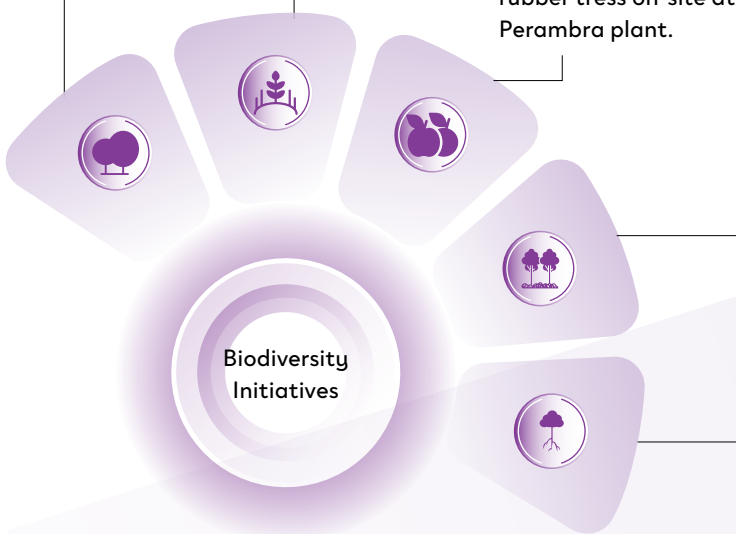 rubber tress on-site at
Perambra plant.
Biodiversity
Initiatives